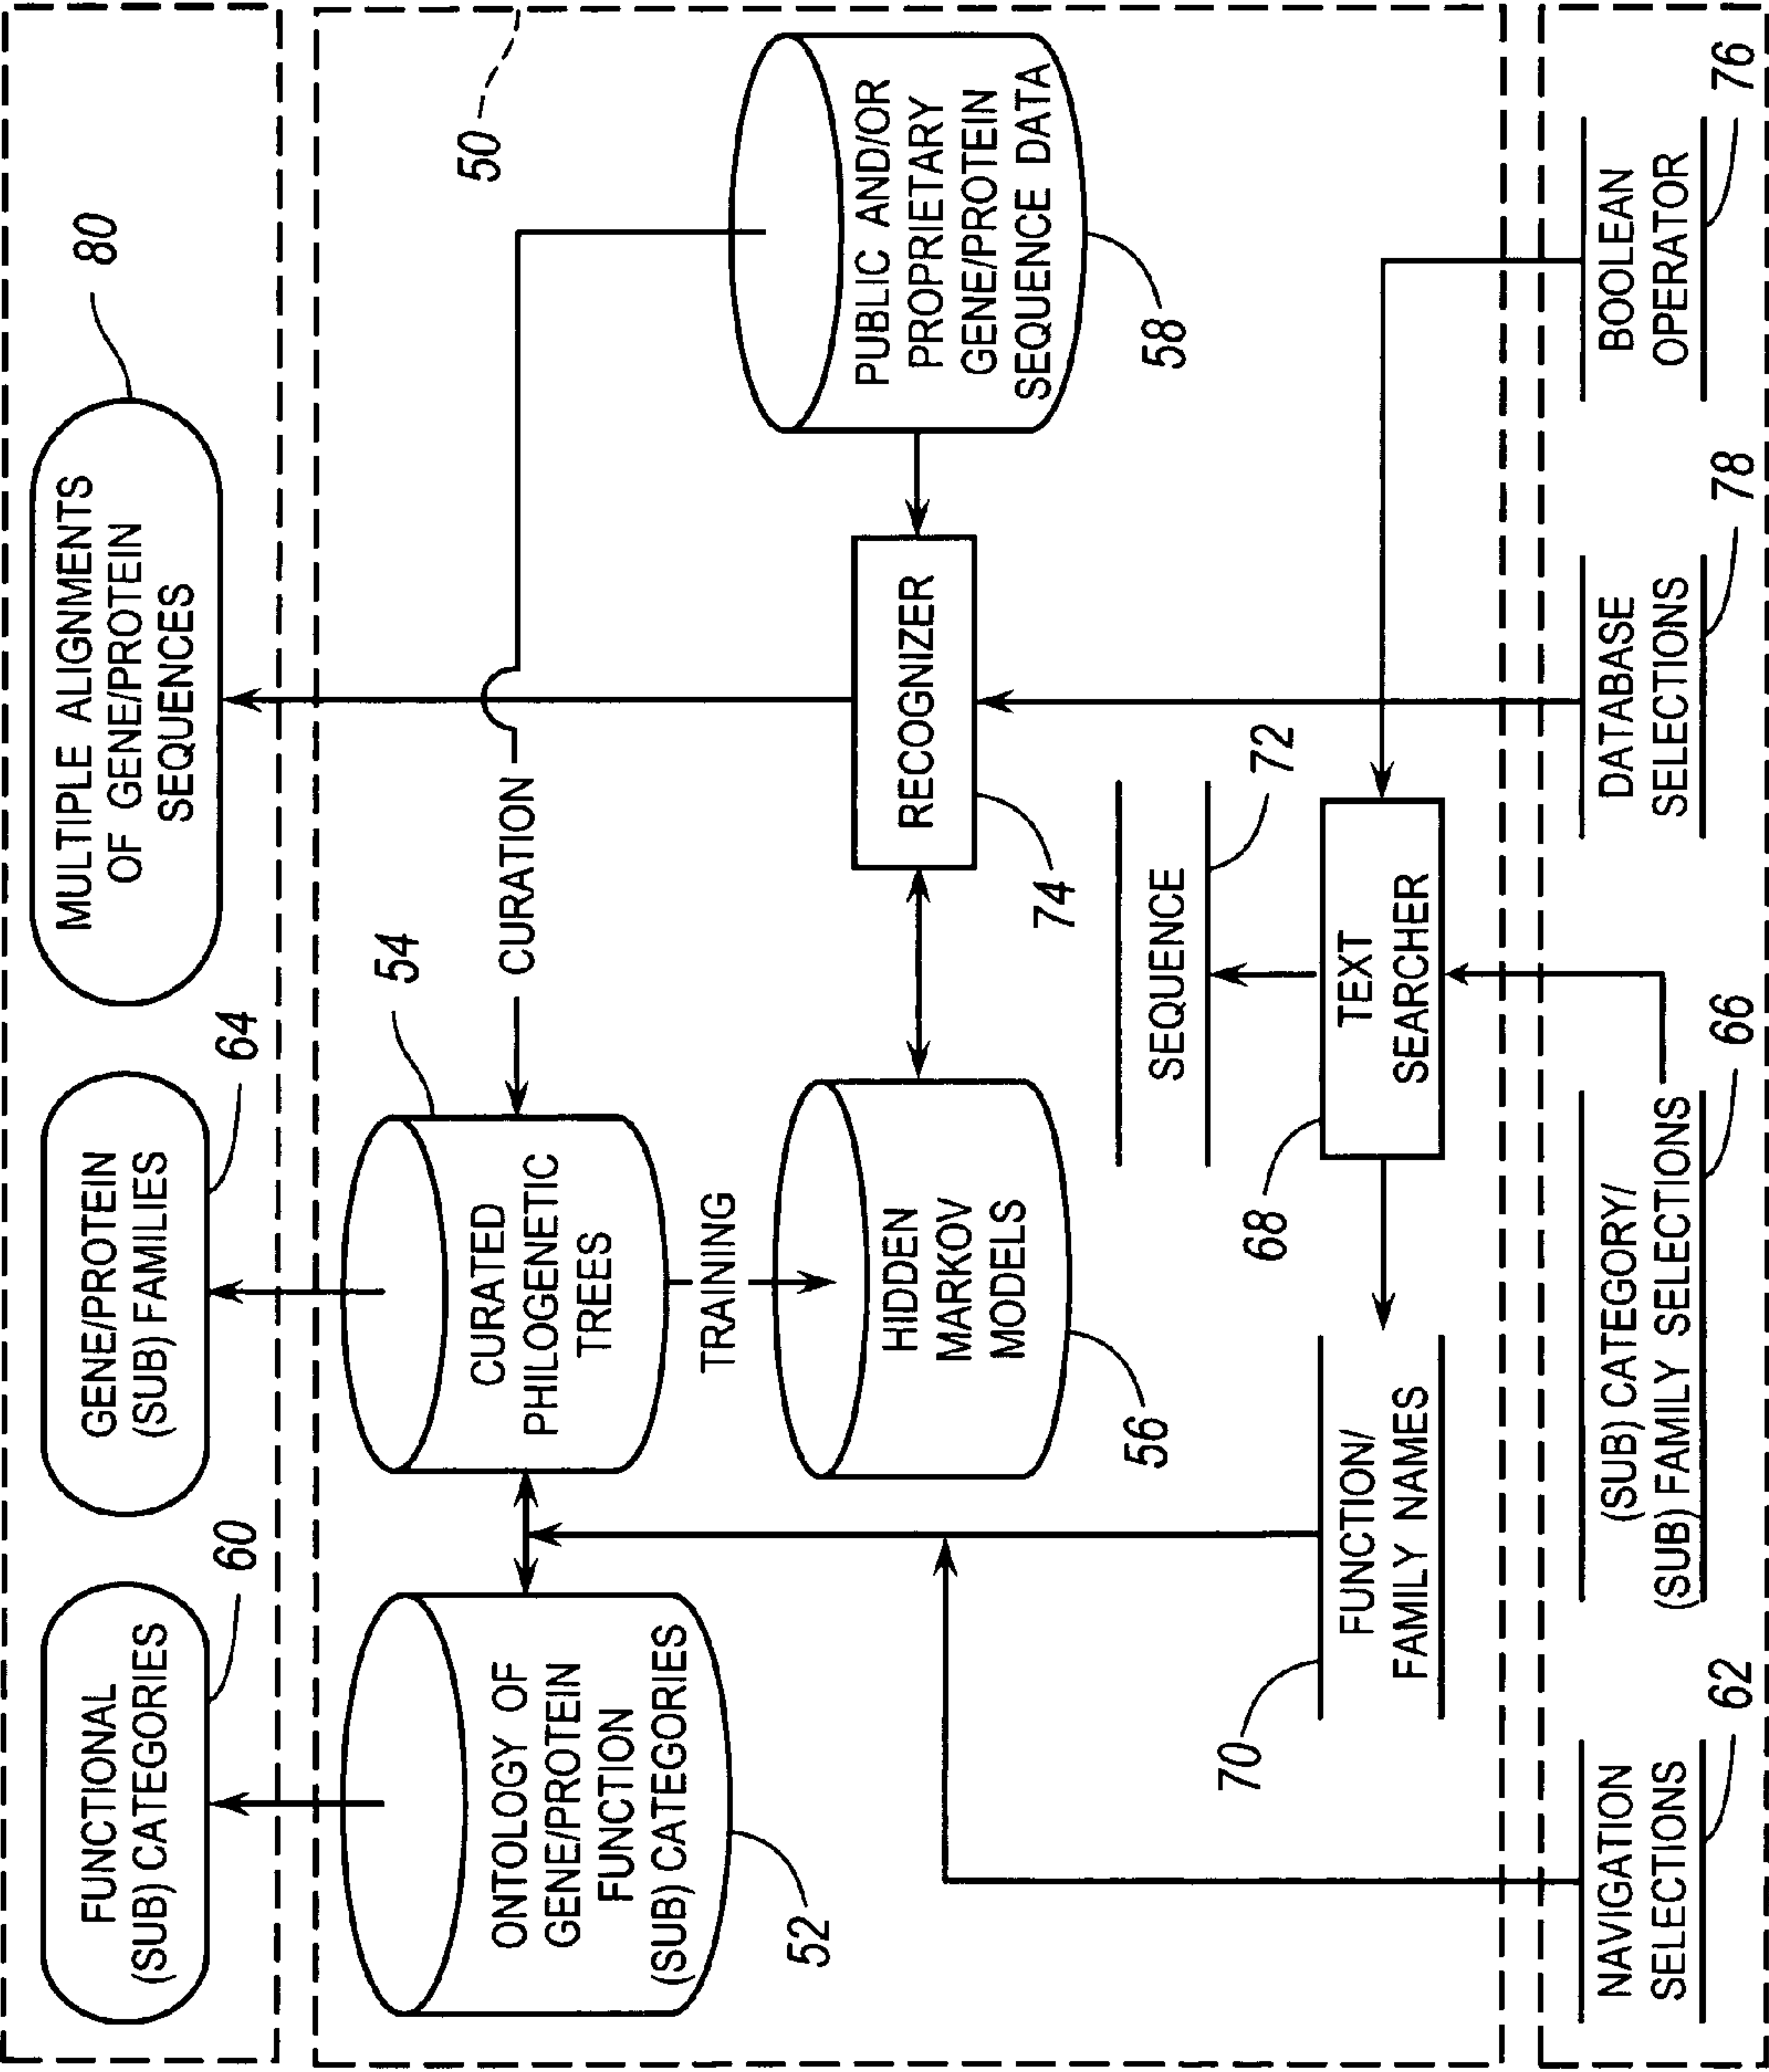 FUNCTIONAL
(SUB) CATEGORIES
60
GENE/PROTEIN
(SUB) FAMILIES
64
MULTIPLE ALIGNMENTS
OF GENE/PROTEIN
SEQUENCES
80
50
54
CURATION
ONTOLOGY OF
GENE/PROTEIN
FUNCTION
(SUB) CATEGORIES
52
CURATED
PHILOGENETIC
TREES
TRAINING
HIDDEN
MARKOV
MODELS
56
RECOGNIZER
74
PUBLIC AND/OR
PROPRIETARY
GENE/PROTEIN
SEQUENCE DATA
58
SEQUENCE
72
70
FUNCTION/
FAMILY NAMES
68
TEXT
SEARCHER
NAVIGATION
SELECTIONS
62
(SUB) CATEGORY/
(SUB) FAMILY SELECTIONS
66
DATABASE
SELECTIONS
78
BOOLEAN
OPERATOR
76